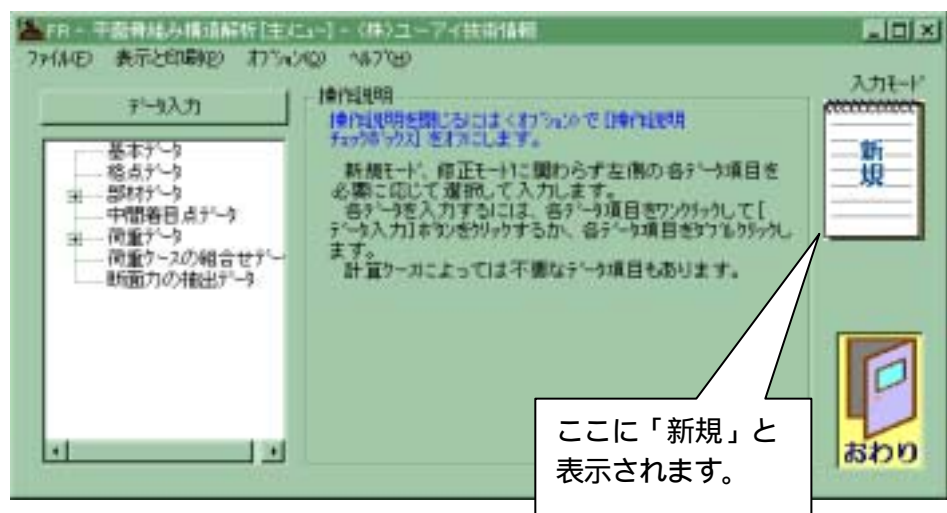 FR - 平面骨組み構造解析[主ﾒﾆｭｰ] - (株)ユーアイ技術情報
ﾌｧｲﾙ(F) 表示と印刷(P) ｵﾌﾟｼｮﾝ(O) ﾍﾙﾌﾟ(H)
入力ﾓｰﾄﾞ
ﾃﾞｰﾀ入力
基本ﾃﾞｰﾀ
格点ﾃﾞｰﾀ
部材ﾃﾞｰﾀ
中間着目点ﾃﾞｰﾀ
荷重ﾃﾞｰﾀ
荷重ｹｰｽの組合せﾃﾞｰ
断面力の抽出ﾃﾞｰﾀ
操作説明
操作説明を閉じるには<ｵﾌﾟｼｮﾝ>で[操作説明
ﾁｪｯｸﾎﾞｯｸｽ]をｵﾌにします。
新規ﾓｰﾄﾞ、修正ﾓｰﾄﾞに関わらず左側の各ﾃﾞｰﾀ項目を
必要に応じて選択して入力します。
各ﾃﾞｰﾀを入力するには、各ﾃﾞｰﾀ項目をﾜﾝｸﾘｯｸして[
ﾃﾞｰﾀ入力]ﾎﾞﾀﾝをｸﾘｯｸするか、各ﾃﾞｰﾀ項目をﾀﾞﾌﾞﾙｸﾘｯｸし
ます。
計算ｹｰｽによっては不要なﾃﾞｰﾀ項目もあります。
新
規
おわり
ここに「新規」と
表示されます。